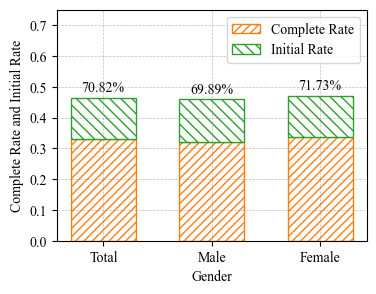 Complete Rate and Initial Rate
0.7
0.6
0.5
0.4
0.3
0.2
0.1
0.0
Complete Rate
Initial Rate
70.82%
69.89%
71.73%
Total
Male
Female
Gender